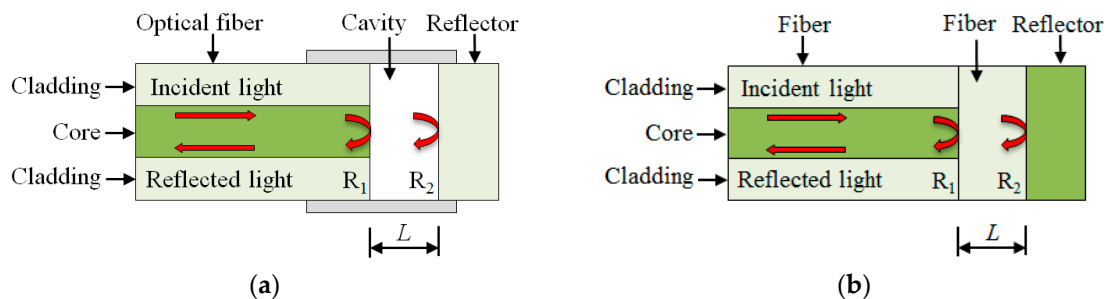 Optical fiber
Cavity
Reflector
Cladding
Incident light
Core
Cladding
Reflected light
R1
R2
L
(a)
Fiber
Fiber
Reflector
Cladding
Incident light
Core
Cladding
Reflected light
R1
R2
L
(b)